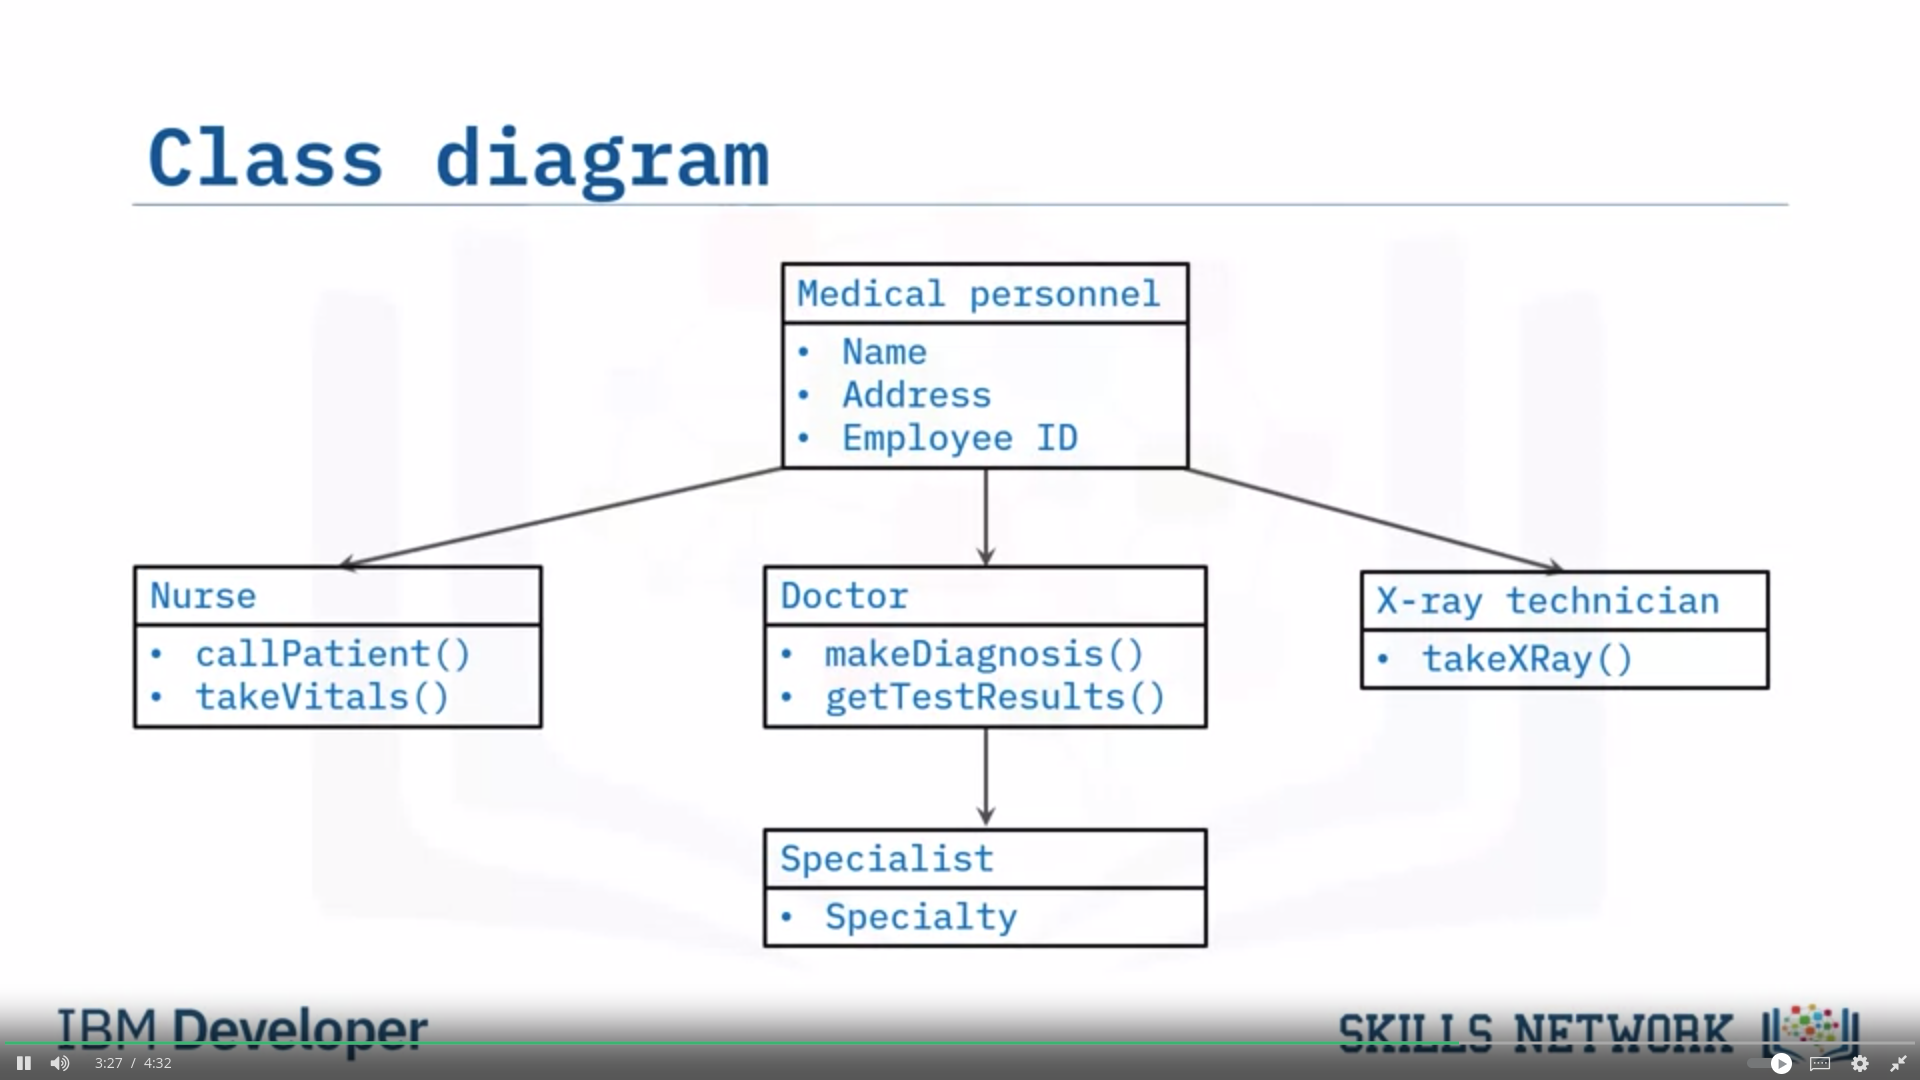 Class diagram
Medical personnel
• Name
• Address
• Employee ID
Nurse
• callPatient()
• takeVitals()
Doctor
• makeDiagnosis()
• getTestResults()
X-ray technician
• takeXRay()
Specialist
• Specialty
IBM Developer
SKILLS NETWORK
3:27 / 4:32